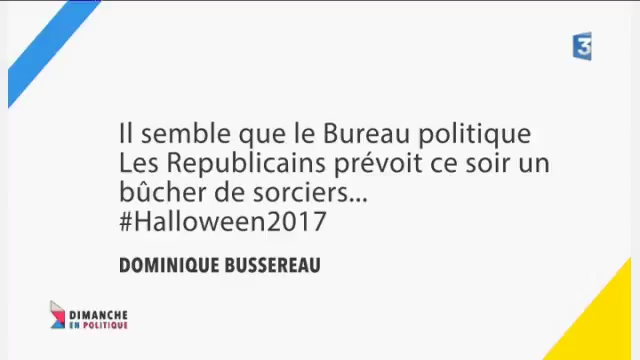 3
Il semble que le Bureau politique
Les Republicains prévoit ce soir un
bûcher de sorciers...
#Halloween2017
DOMINIQUE BUSSEREAU
DIMANCHE
EN POLITIQUE